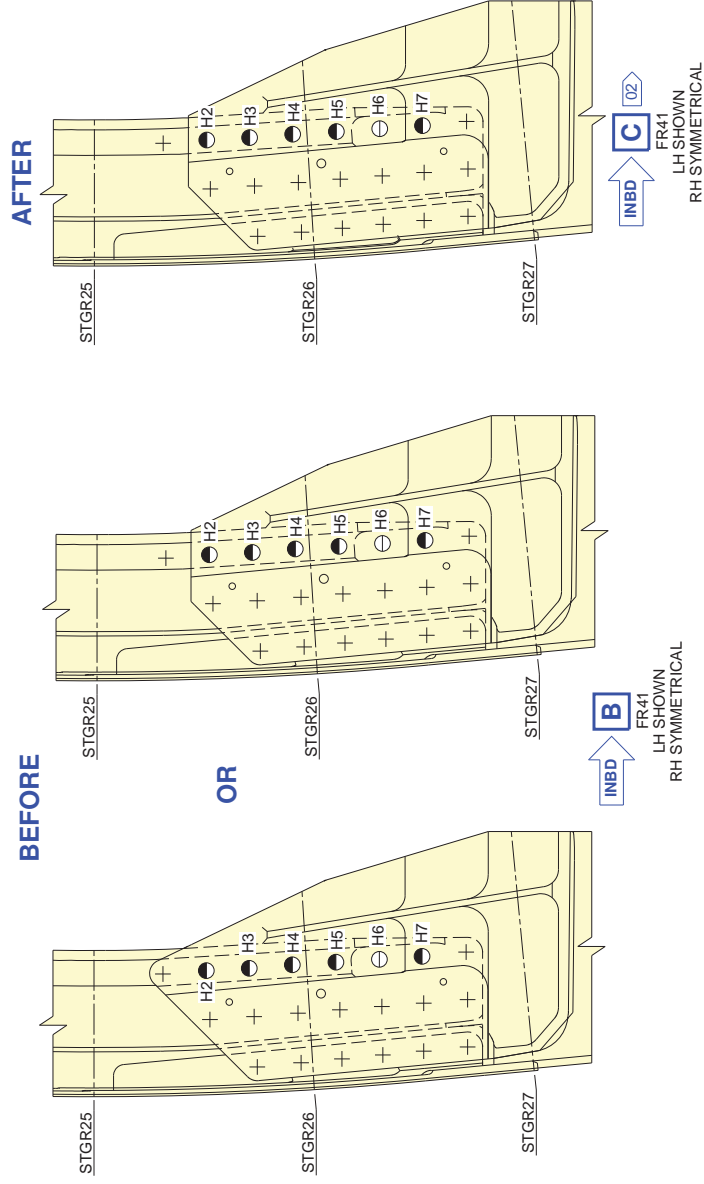 BEFORE
OR
AFTER
STGR25
STGR26
STGR27
H2
H3
H4
H5
H6
H7
STGR25
STGR26
STGR27
H2
H3
H4
H5
H6
H7
INBD
B
FR41
LH SHOWN
RH SYMMETRICAL
STGR25
STGR26
STGR27
H2
H3
H4
H5
H6
H7
INBD
C
02
FR41
LH SHOWN
RH SYMMETRICAL